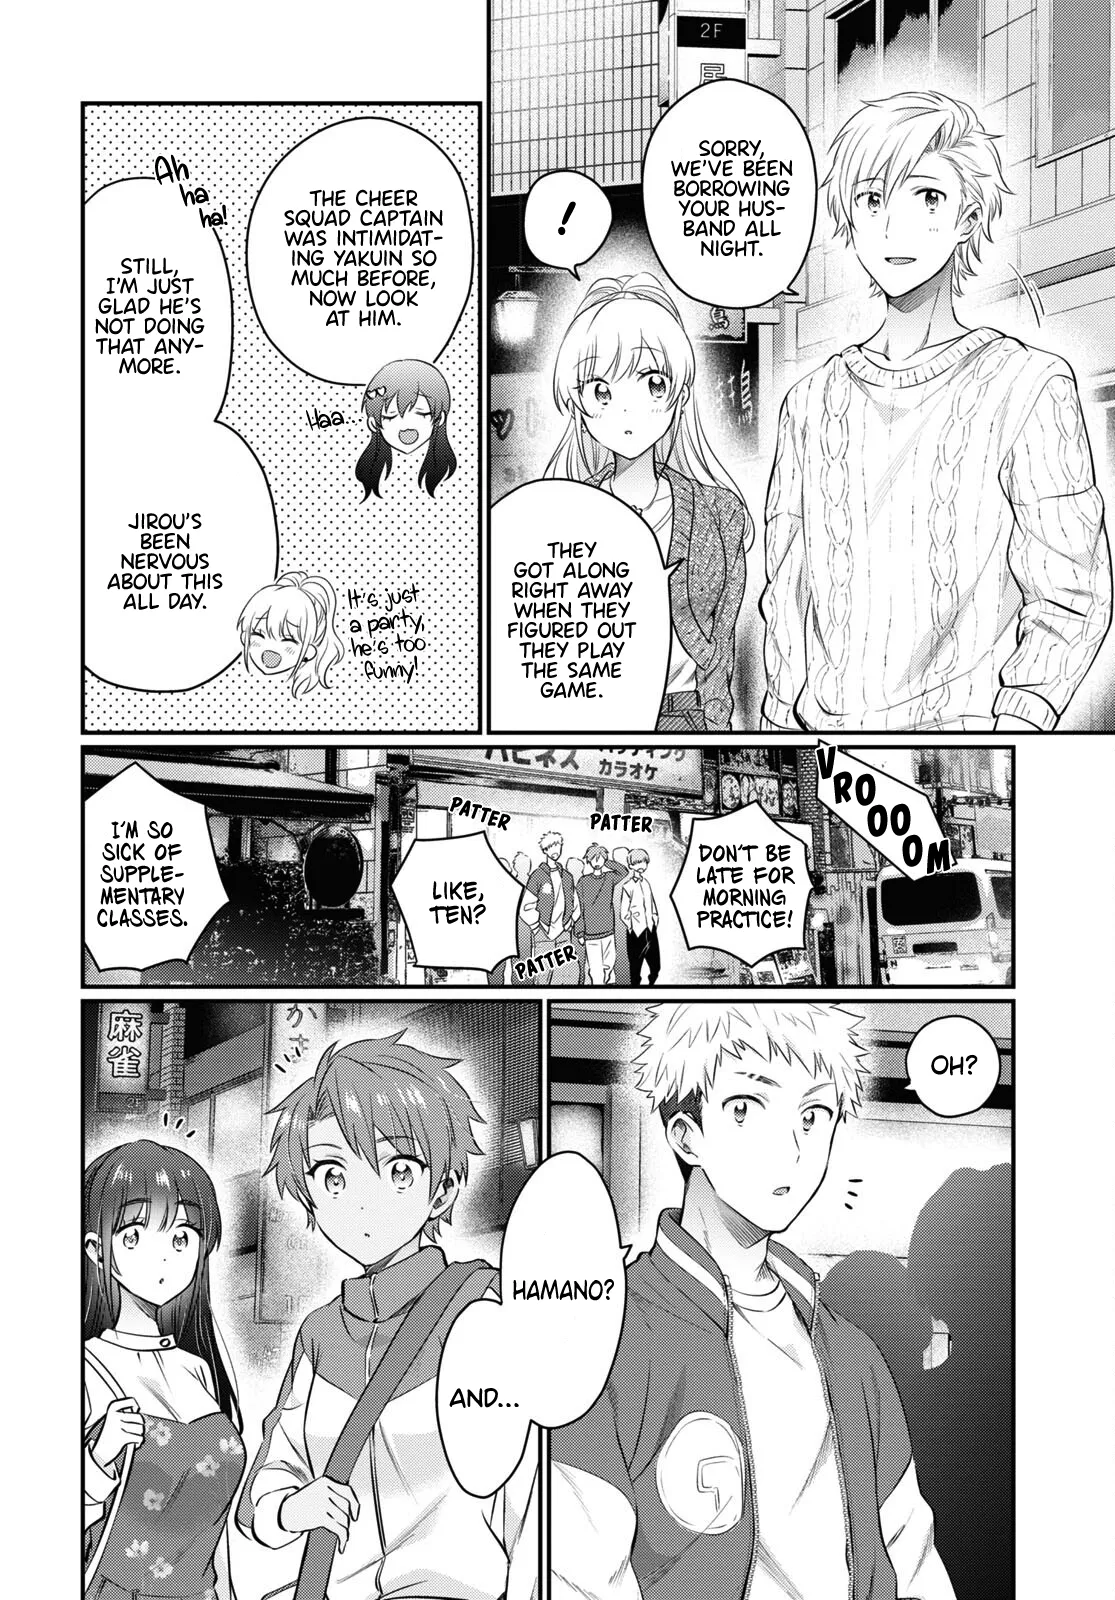 2F
居
SORRY,
WE'VE BEEN
BORROWING
YOUR HUS-
BAND ALL
NIGHT.
!
鳥
THEY
GOT ALONG
RIGHT AWAY
WHEN THEY
FIGURED OUT
THEY PLAY
THE SAME
GAME.
THE CHEER
SQUAD CAPTAIN
WAS INTIMIDAT-
ING YAKUIN SO
MUCH BEFORE,
NOW LOOK
AT HIM.
Haa...
Ah
ha
ha!
STILL,
I'M JUST
GLAD HE'S
NOT DOING
THAT ANY-
MORE.
JIROU'S
BEEN
NERVOUS
ABOUT THIS
ALL DAY.
It's just
a party,
he's too
funny!
カラオケ
VROOOOM
DON'T BE
LATE FOR
MORNING
PRACTICE!
PATTER
PATTER
PATTER
LIKE,
TEN?
I'M SO
SICK OF
SUPPLE-
MENTARY
CLASSES.
OH?
HAMANO?
AND...
かさ
麻雀